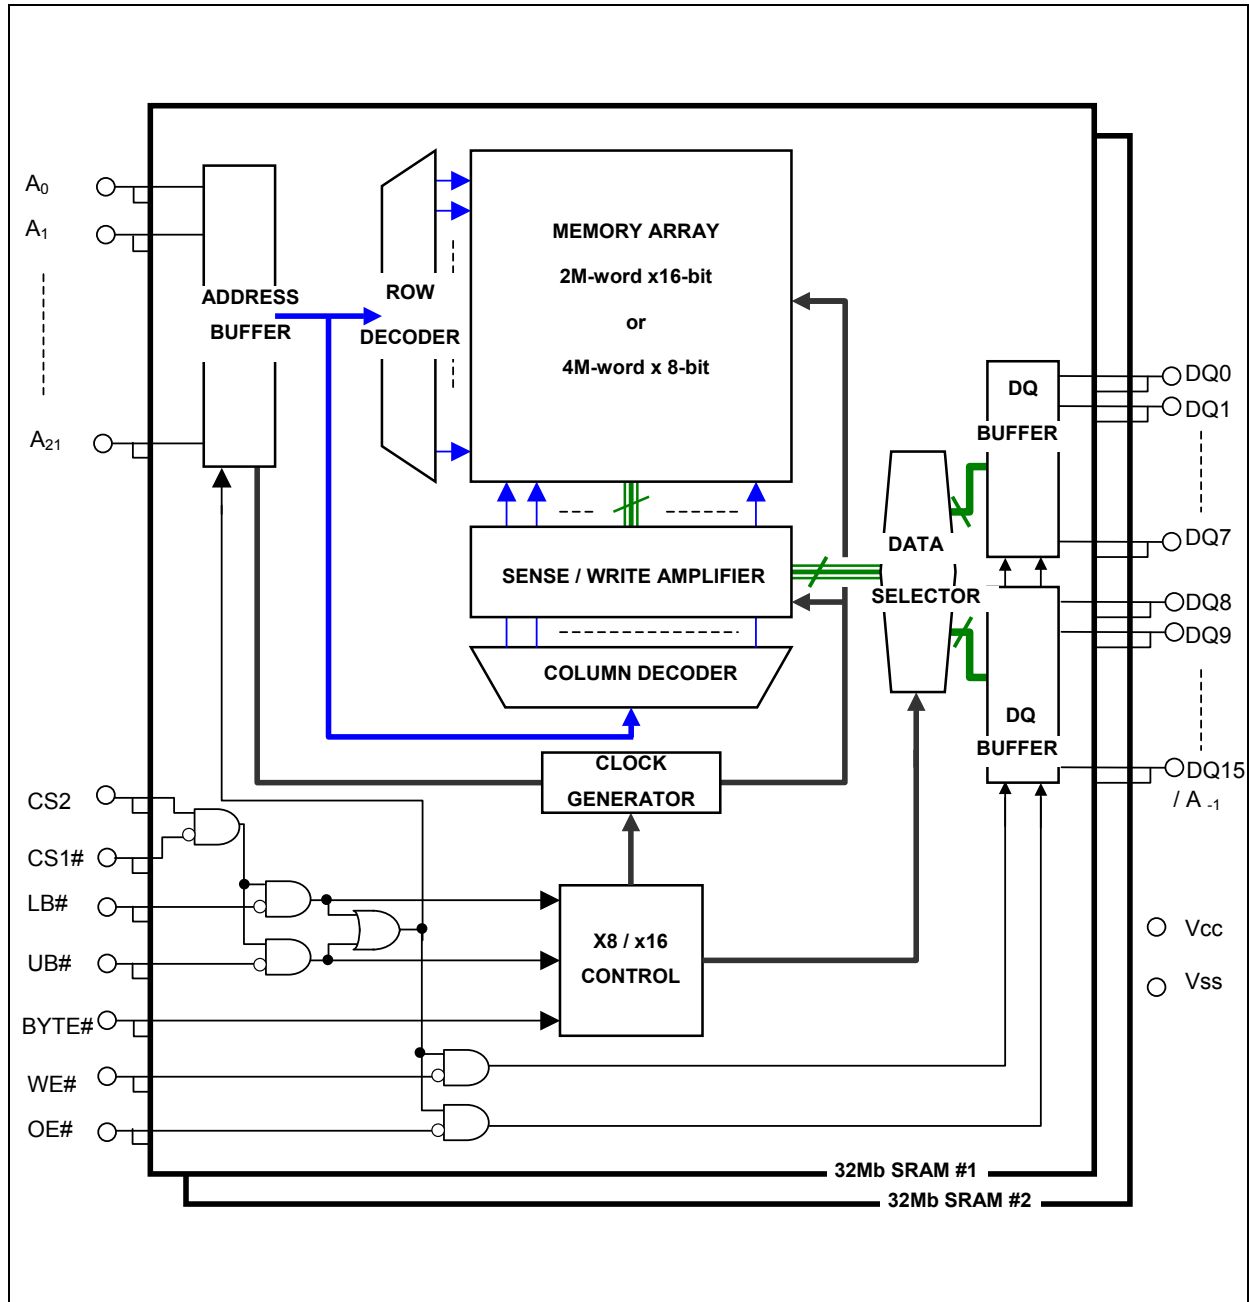 A0
A1
A21
ADDRESS
BUFFER
ROW
DECODER
MEMORY ARRAY
2M-word x16-bit
or
4M-word x 8-bit
SENSE / WRITE AMPLIFIER
COLUMN DECODER
CLOCK
GENERATOR
DATA
SELECTOR
DQ
BUFFER
DQ
BUFFER
DQ0
DQ1
DQ7
DQ8
DQ9
DQ15
/ A -1
CS2
CS1#
LB#
UB#
BYTE#
WE#
OE#
X8 / x16
CONTROL
Vcc
Vss
32Mb SRAM #1
32Mb SRAM #2